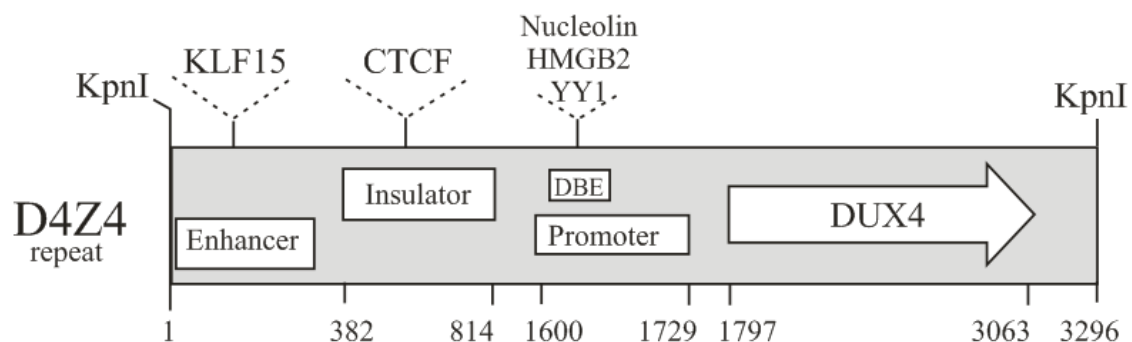 Nucleolin
HMGB2
YY1
KLF15
CTCF
KpnI
KpnI
D4Z4
repeat
Enhancer
Insulator
DBE
Promoter
DUX4
1 382 814 1600 1729 1797 3063 3296